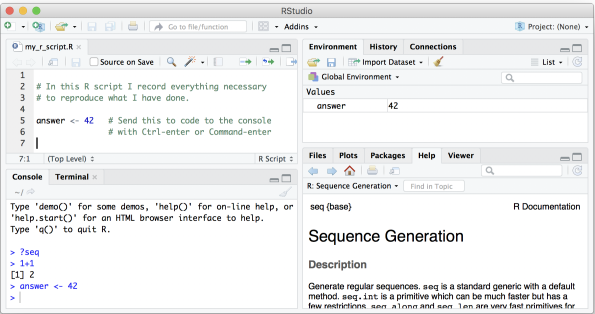 RStudio
Go to file/function
Addins
Project: (None)
my_r_script.R
Source on Save
1
2 # In this R script I record everything necessary
3 # to reproduce what I have done.
4
5 answer <- 42 # Send this to code to the console
6 # with Ctrl-enter or Command-enter
7
7:1 (Top Level) R Script
Console Terminal
~/
Type 'demo()' for some demos, 'help()' for on-line help, or
'help.start()' for an HTML browser interface to help.
Type 'q()' to quit R.
> ?seq
> 1+1
[1] 2
> answer <- 42
>
Environment History Connections
Import Dataset List
Global Environment
Values
answer 42
Files Plots Packages Help Viewer
R: Sequence Generation Find in Topic
seq {base} R Documentation
Sequence Generation
Description
Generate regular sequences. seq is a standard generic with a default
method. seq.int is a primitive which can be much faster but has a
few restrictions. seq_along and seq_len are very fast primitives for